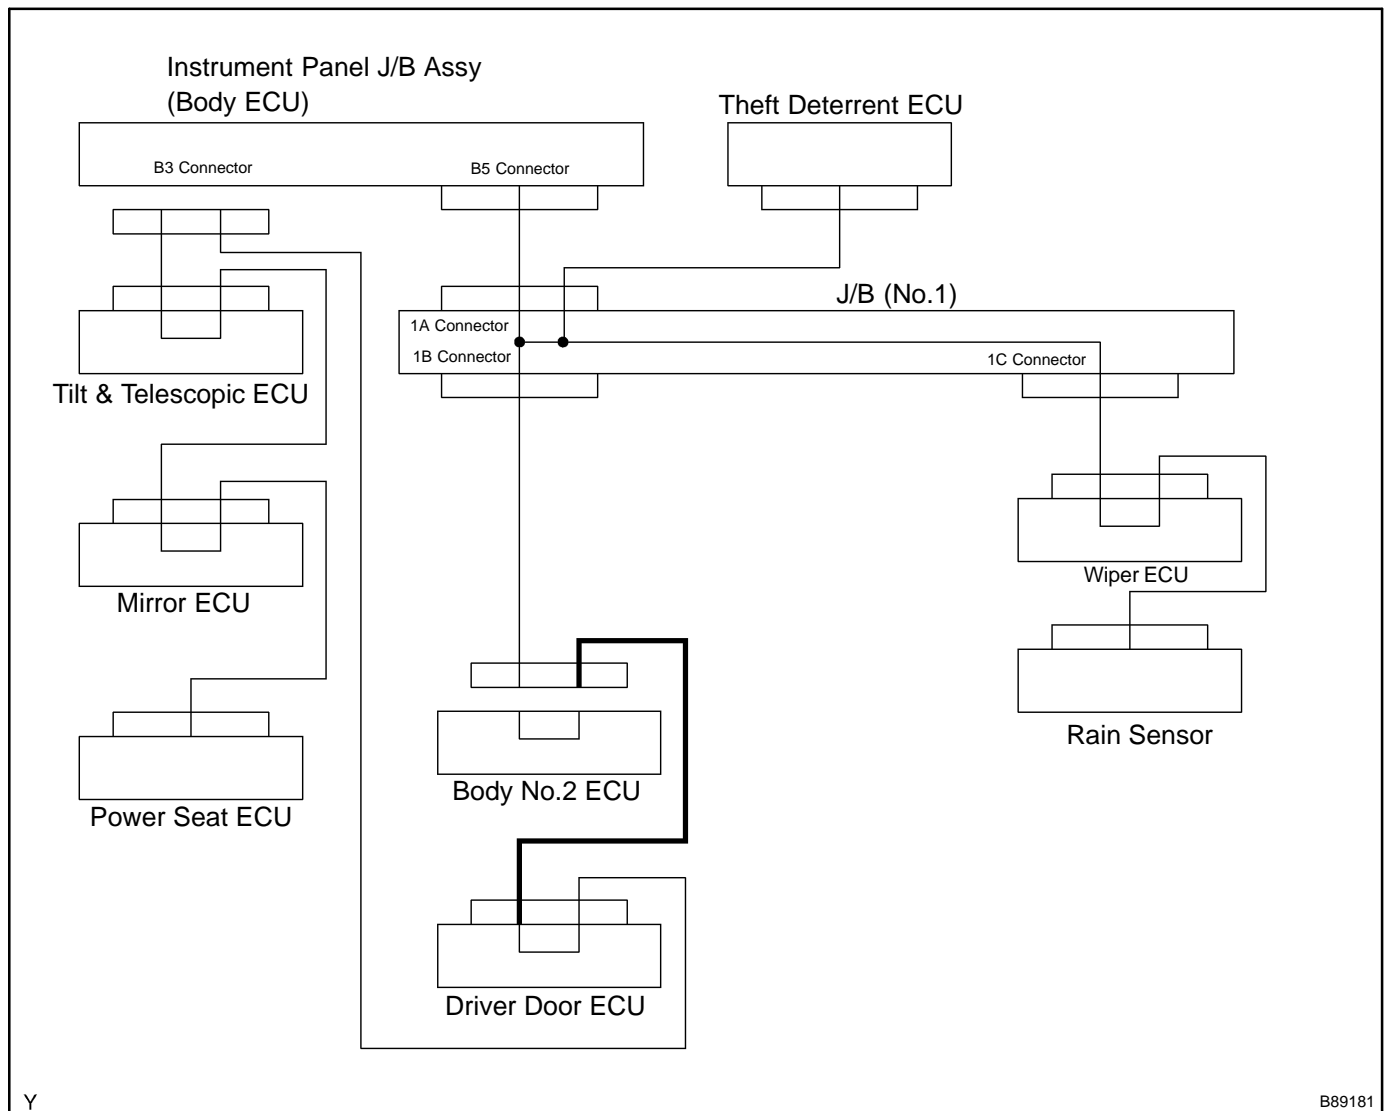 Instrument Panel J/B Assy
(Body ECU)
Theft Deterrent ECU
B3 Connector
B5 Connector
J/B (No.1)
1A Connector
1B Connector
1C Connector
Tilt & Telescopic ECU
Wiper ECU
Mirror ECU
Rain Sensor
Body No.2 ECU
Power Seat ECU
Driver Door ECU
Y
B89181